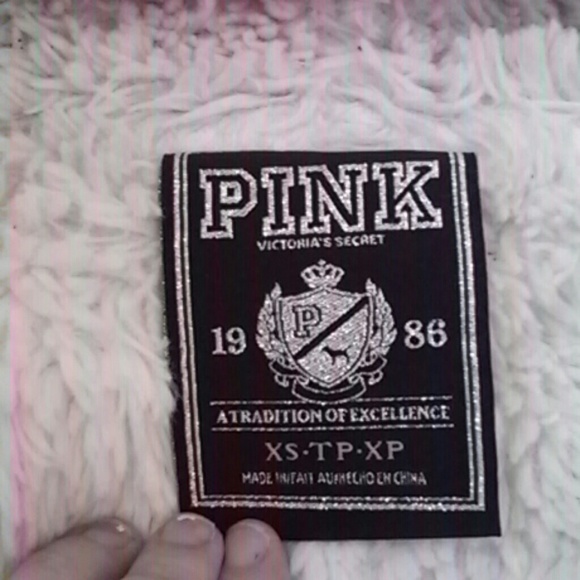 PINK
VICTORIA'S SECRET
P
19 86
A TRADITION OF EXCELLENCE
XS·TP·XP
MADE IN/FAIT AU/HECHO EN CHINA